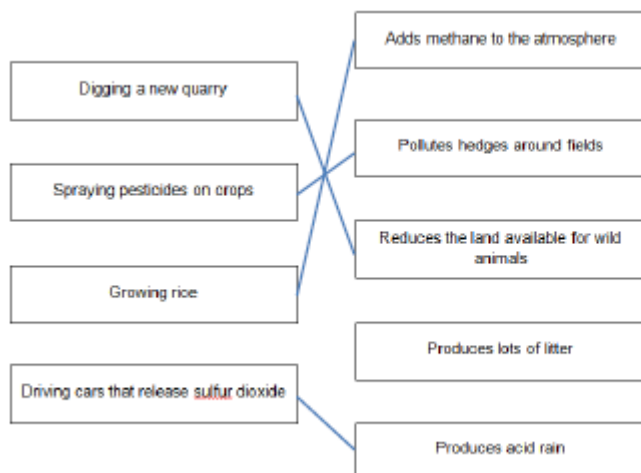 Digging a new quarry
Spraying pesticides on crops
Growing rice
Driving cars that release sulfur dioxide
Adds methane to the atmosphere
Pollutes hedges around fields
Reduces the land available for wild
animals
Produces lots of litter
Produces acid rain